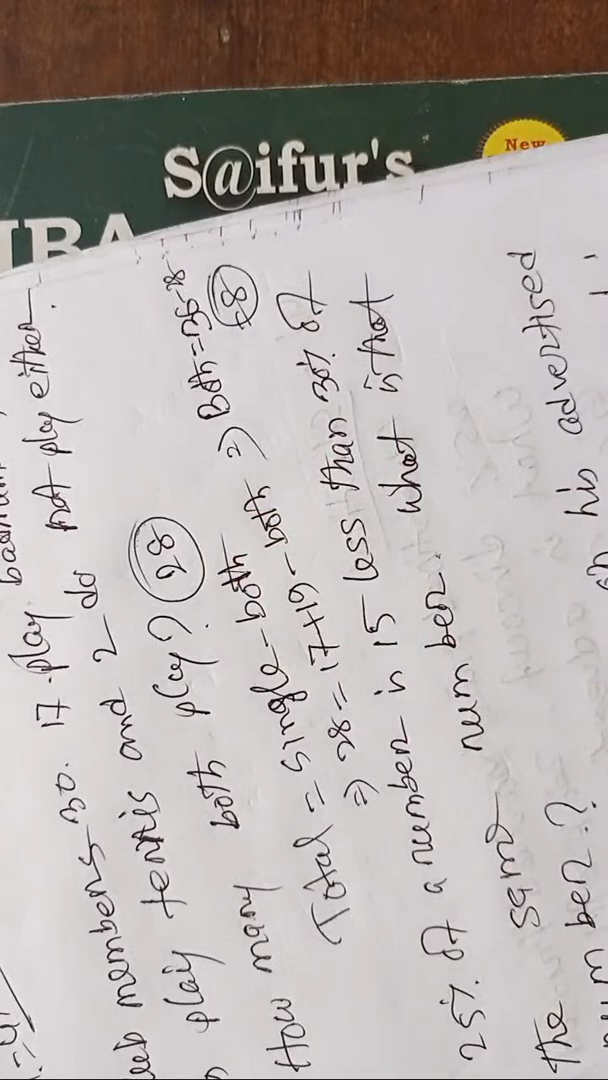 S@ifur's
New
IBA
members 30. 17 play
play tennis and 2 do not play either.
How many both play? 28
Total = single - both
⇒ 28 = 17+19 - both ⇒ Both = 36-28
= 8
25% of a number is 15 less than 30% of
the same number. What is that
number?
his advertised